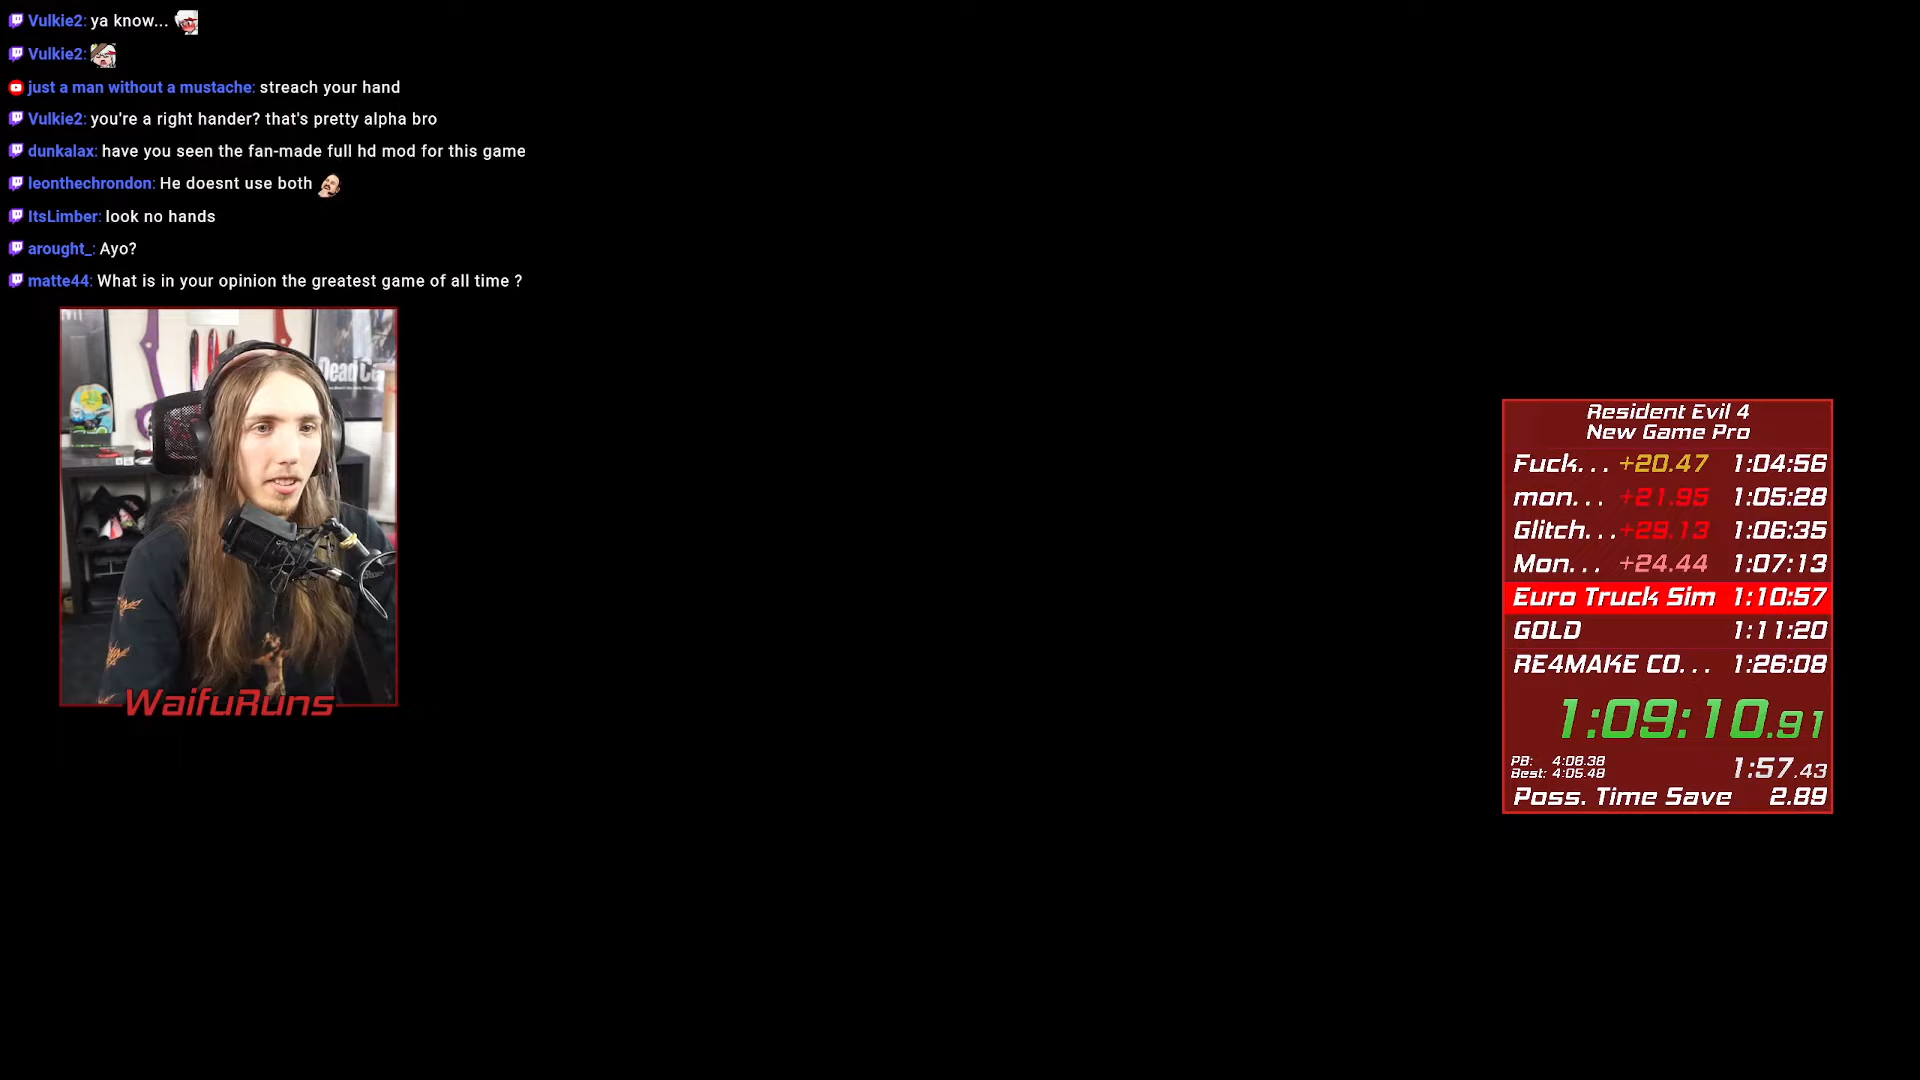 Vulkie2: ya know...
Vulkie2:
just a man without a mustache: streach your hand
Vulkie2: you're a right hander? that's pretty alpha bro
dunkalax: have you seen the fan-made full hd mod for this game
leonthechrondon: He doesnt use both
ItsLimber: look no hands
arought_: Ayo?
matte44: What is in your opinion the greatest game of all time ?
WaifuRuns
Resident Evil 4
New Game Pro
Fuck... +20.47 1:04:56
mon... +21.95 1:05:28
Glitch... +29.13 1:06:35
Mon... +24.44 1:07:13
Euro Truck Sim 1:10:57
GOLD 1:11:20
RE4MAKE CO... 1:26:08
1:09:10.91
PB: 4:08.38
Best: 4:05.48
1:57.43
Poss. Time Save 2.89